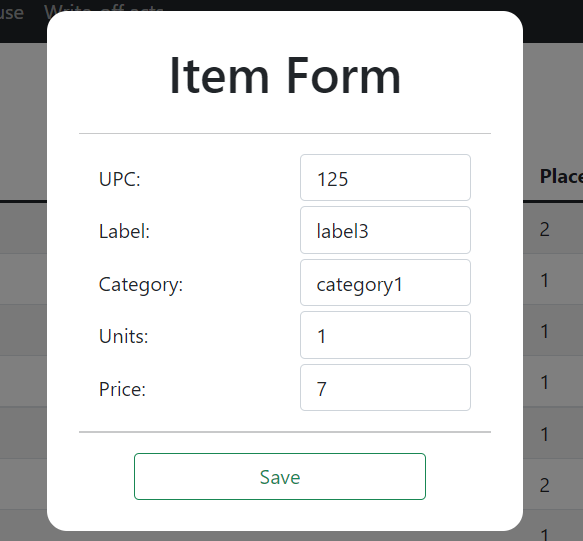 Item Form
UPC: 125
Place
Label: label3
2
Category: category1
1
Units: 1
1
Price: 7
1
1
Save
2
1